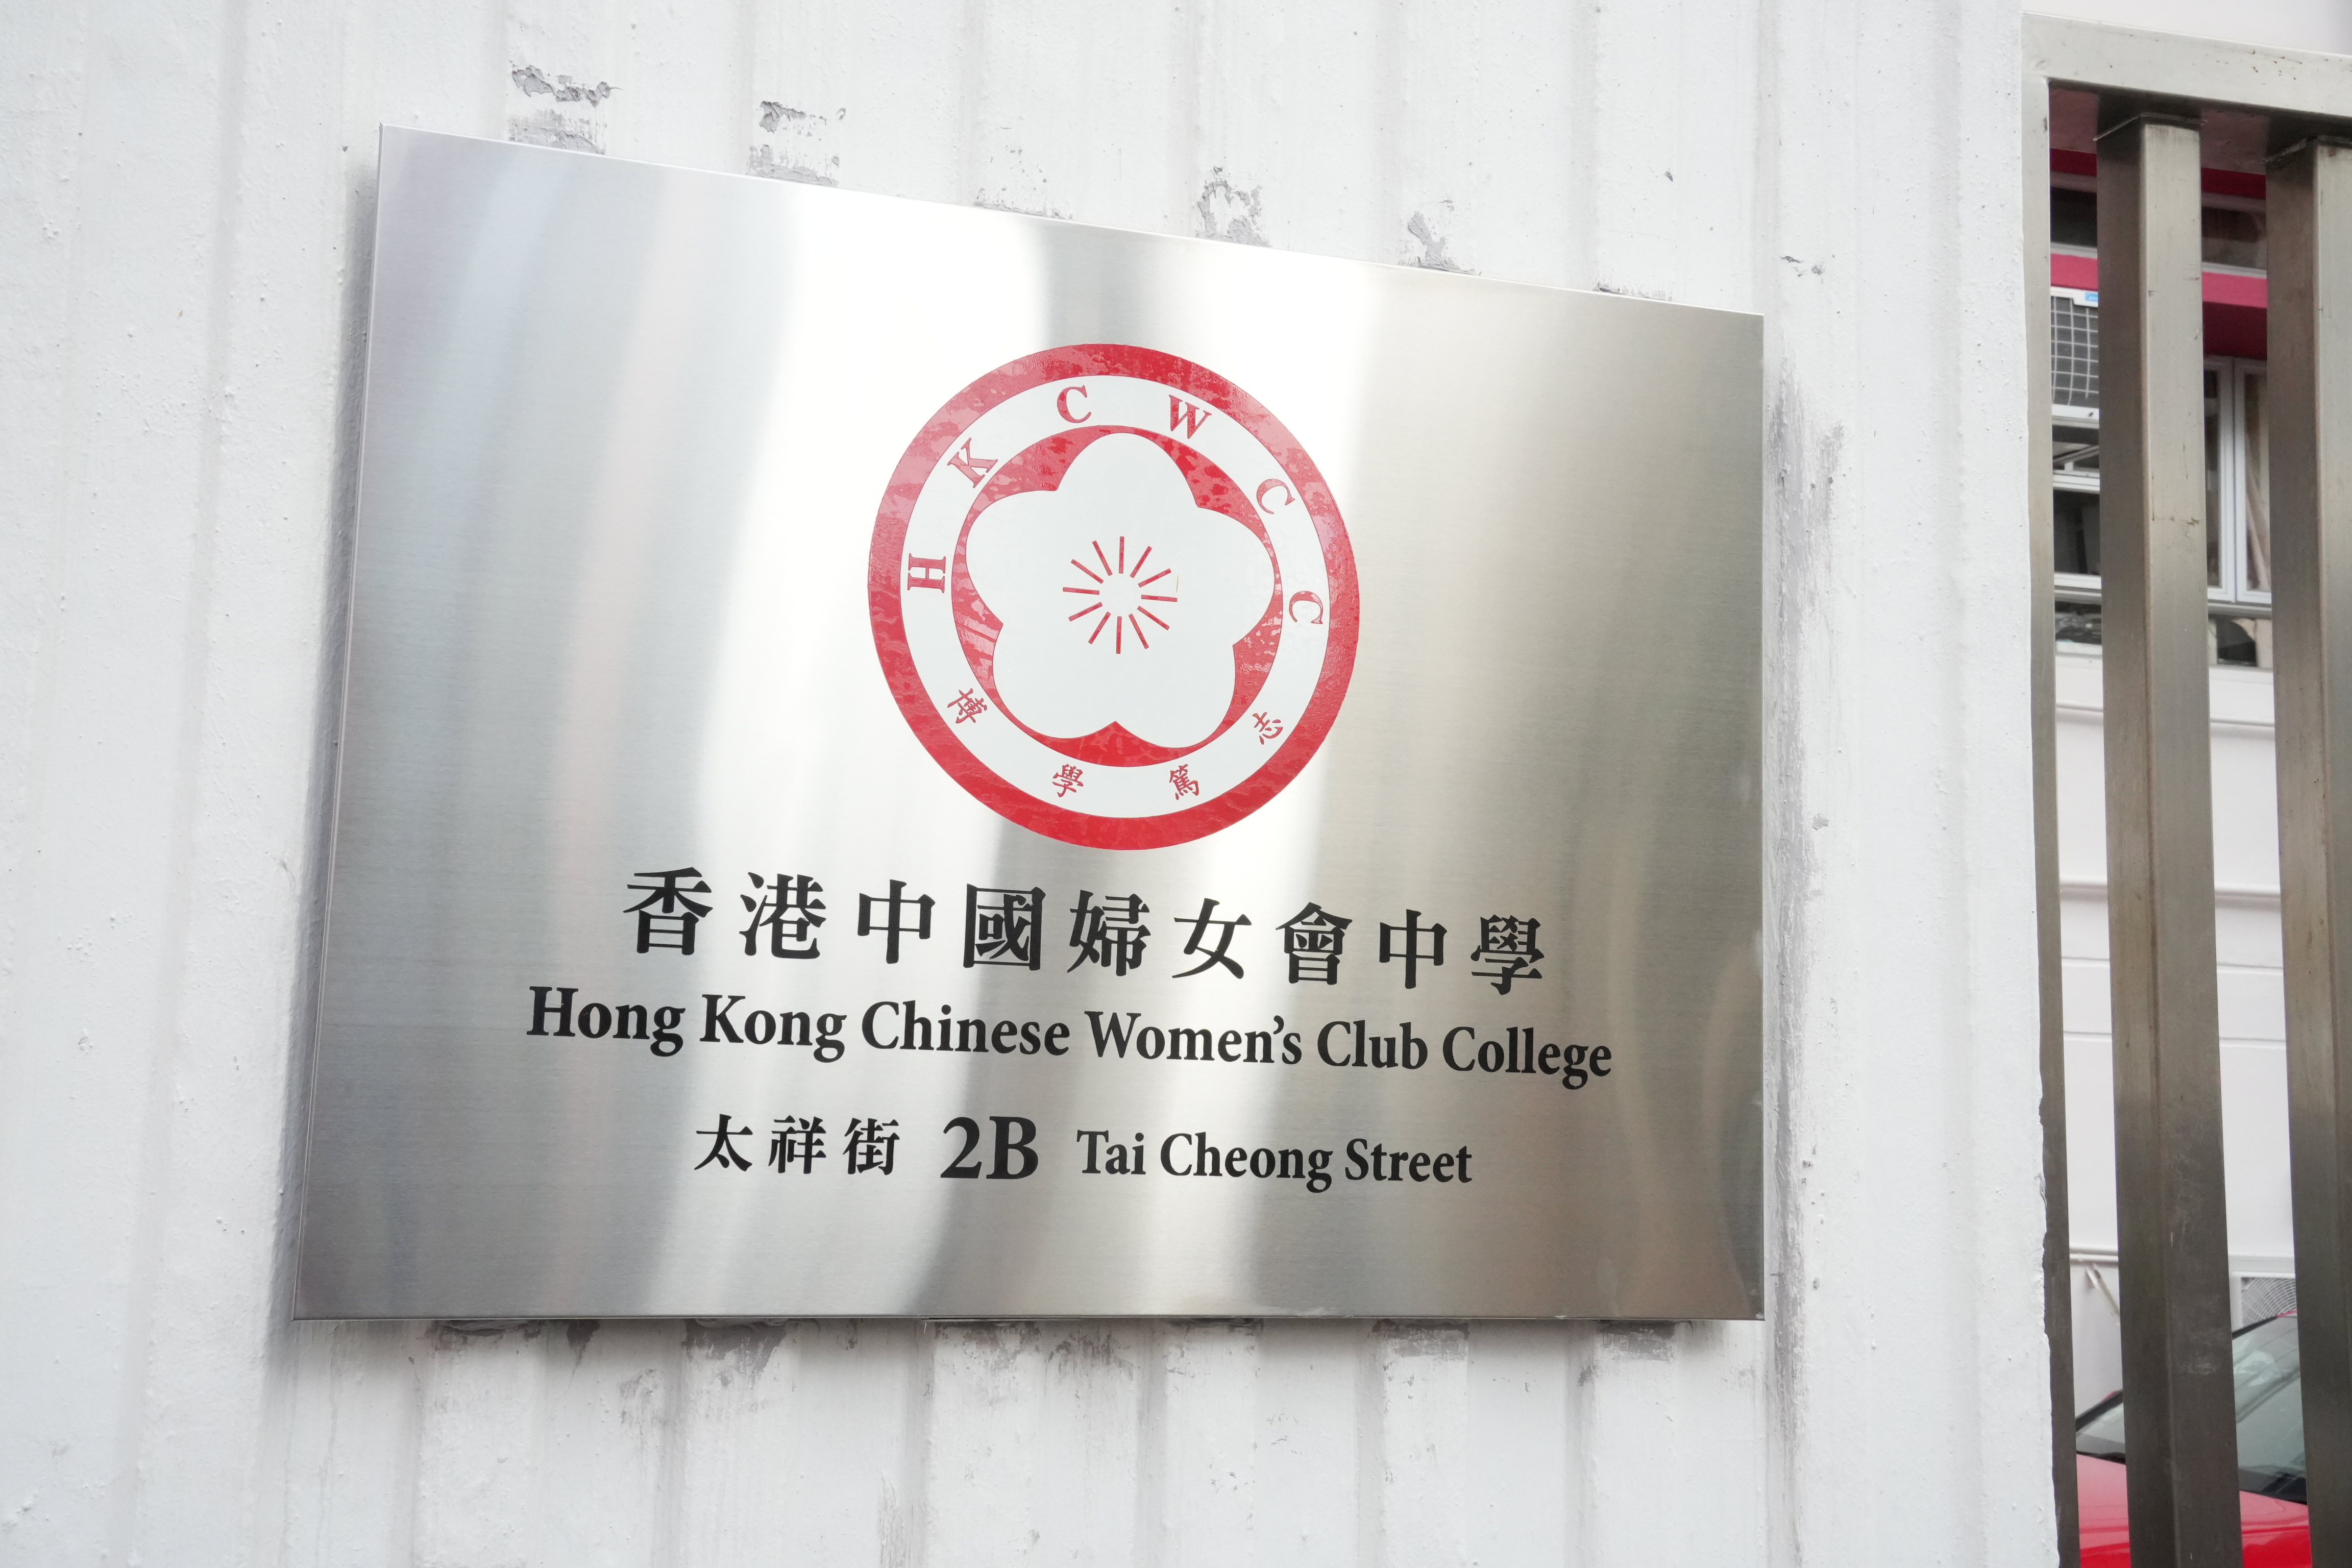 H K C W C C
博學篤志
香港中國婦女會中學
Hong Kong Chinese Women's Club College
太祥街 2B Tai Cheong Street